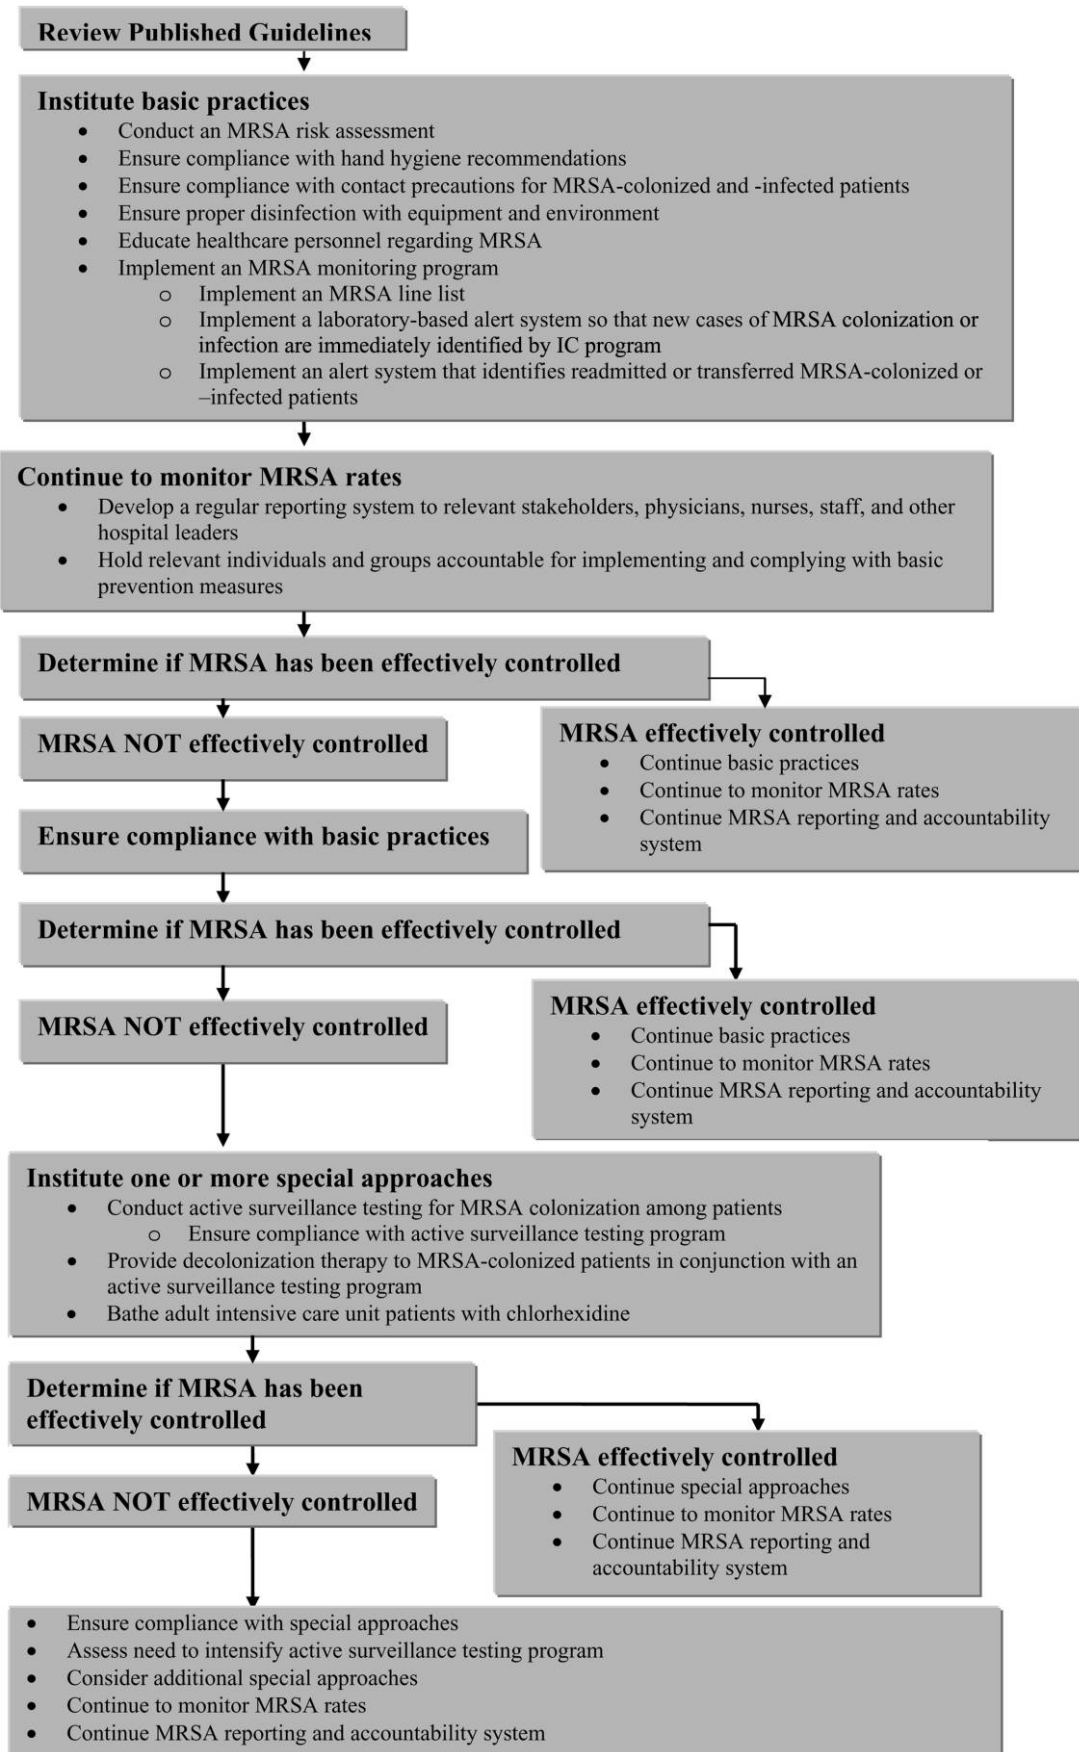 Review Published Guidelines
Institute basic practices
• Conduct an MRSA risk assessment
• Ensure compliance with hand hygiene recommendations
• Ensure compliance with contact precautions for MRSA-colonized and -infected patients
• Ensure proper disinfection with equipment and environment
• Educate healthcare personnel regarding MRSA
• Implement an MRSA monitoring program
o Implement an MRSA line list
o Implement a laboratory-based alert system so that new cases of MRSA colonization or
infection are immediately identified by IC program
o Implement an alert system that identifies readmitted or transferred MRSA-colonized or
–infected patients
Continue to monitor MRSA rates
• Develop a regular reporting system to relevant stakeholders, physicians, nurses, staff, and other
hospital leaders
• Hold relevant individuals and groups accountable for implementing and complying with basic
prevention measures
Determine if MRSA has been effectively controlled
MRSA NOT effectively controlled
MRSA effectively controlled
• Continue basic practices
• Continue to monitor MRSA rates
• Continue MRSA reporting and accountability
system
Ensure compliance with basic practices
Determine if MRSA has been effectively controlled
MRSA NOT effectively controlled
MRSA effectively controlled
• Continue basic practices
• Continue to monitor MRSA rates
• Continue MRSA reporting and accountability
system
Institute one or more special approaches
• Conduct active surveillance testing for MRSA colonization among patients
o Ensure compliance with active surveillance testing program
• Provide decolonization therapy to MRSA-colonized patients in conjunction with an
active surveillance testing program
• Bathe adult intensive care unit patients with chlorhexidine
Determine if MRSA has been
effectively controlled
MRSA NOT effectively controlled
MRSA effectively controlled
• Continue special approaches
• Continue to monitor MRSA rates
• Continue MRSA reporting and
accountability system
• Ensure compliance with special approaches
• Assess need to intensify active surveillance testing program
• Consider additional special approaches
• Continue to monitor MRSA rates
• Continue MRSA reporting and accountability system